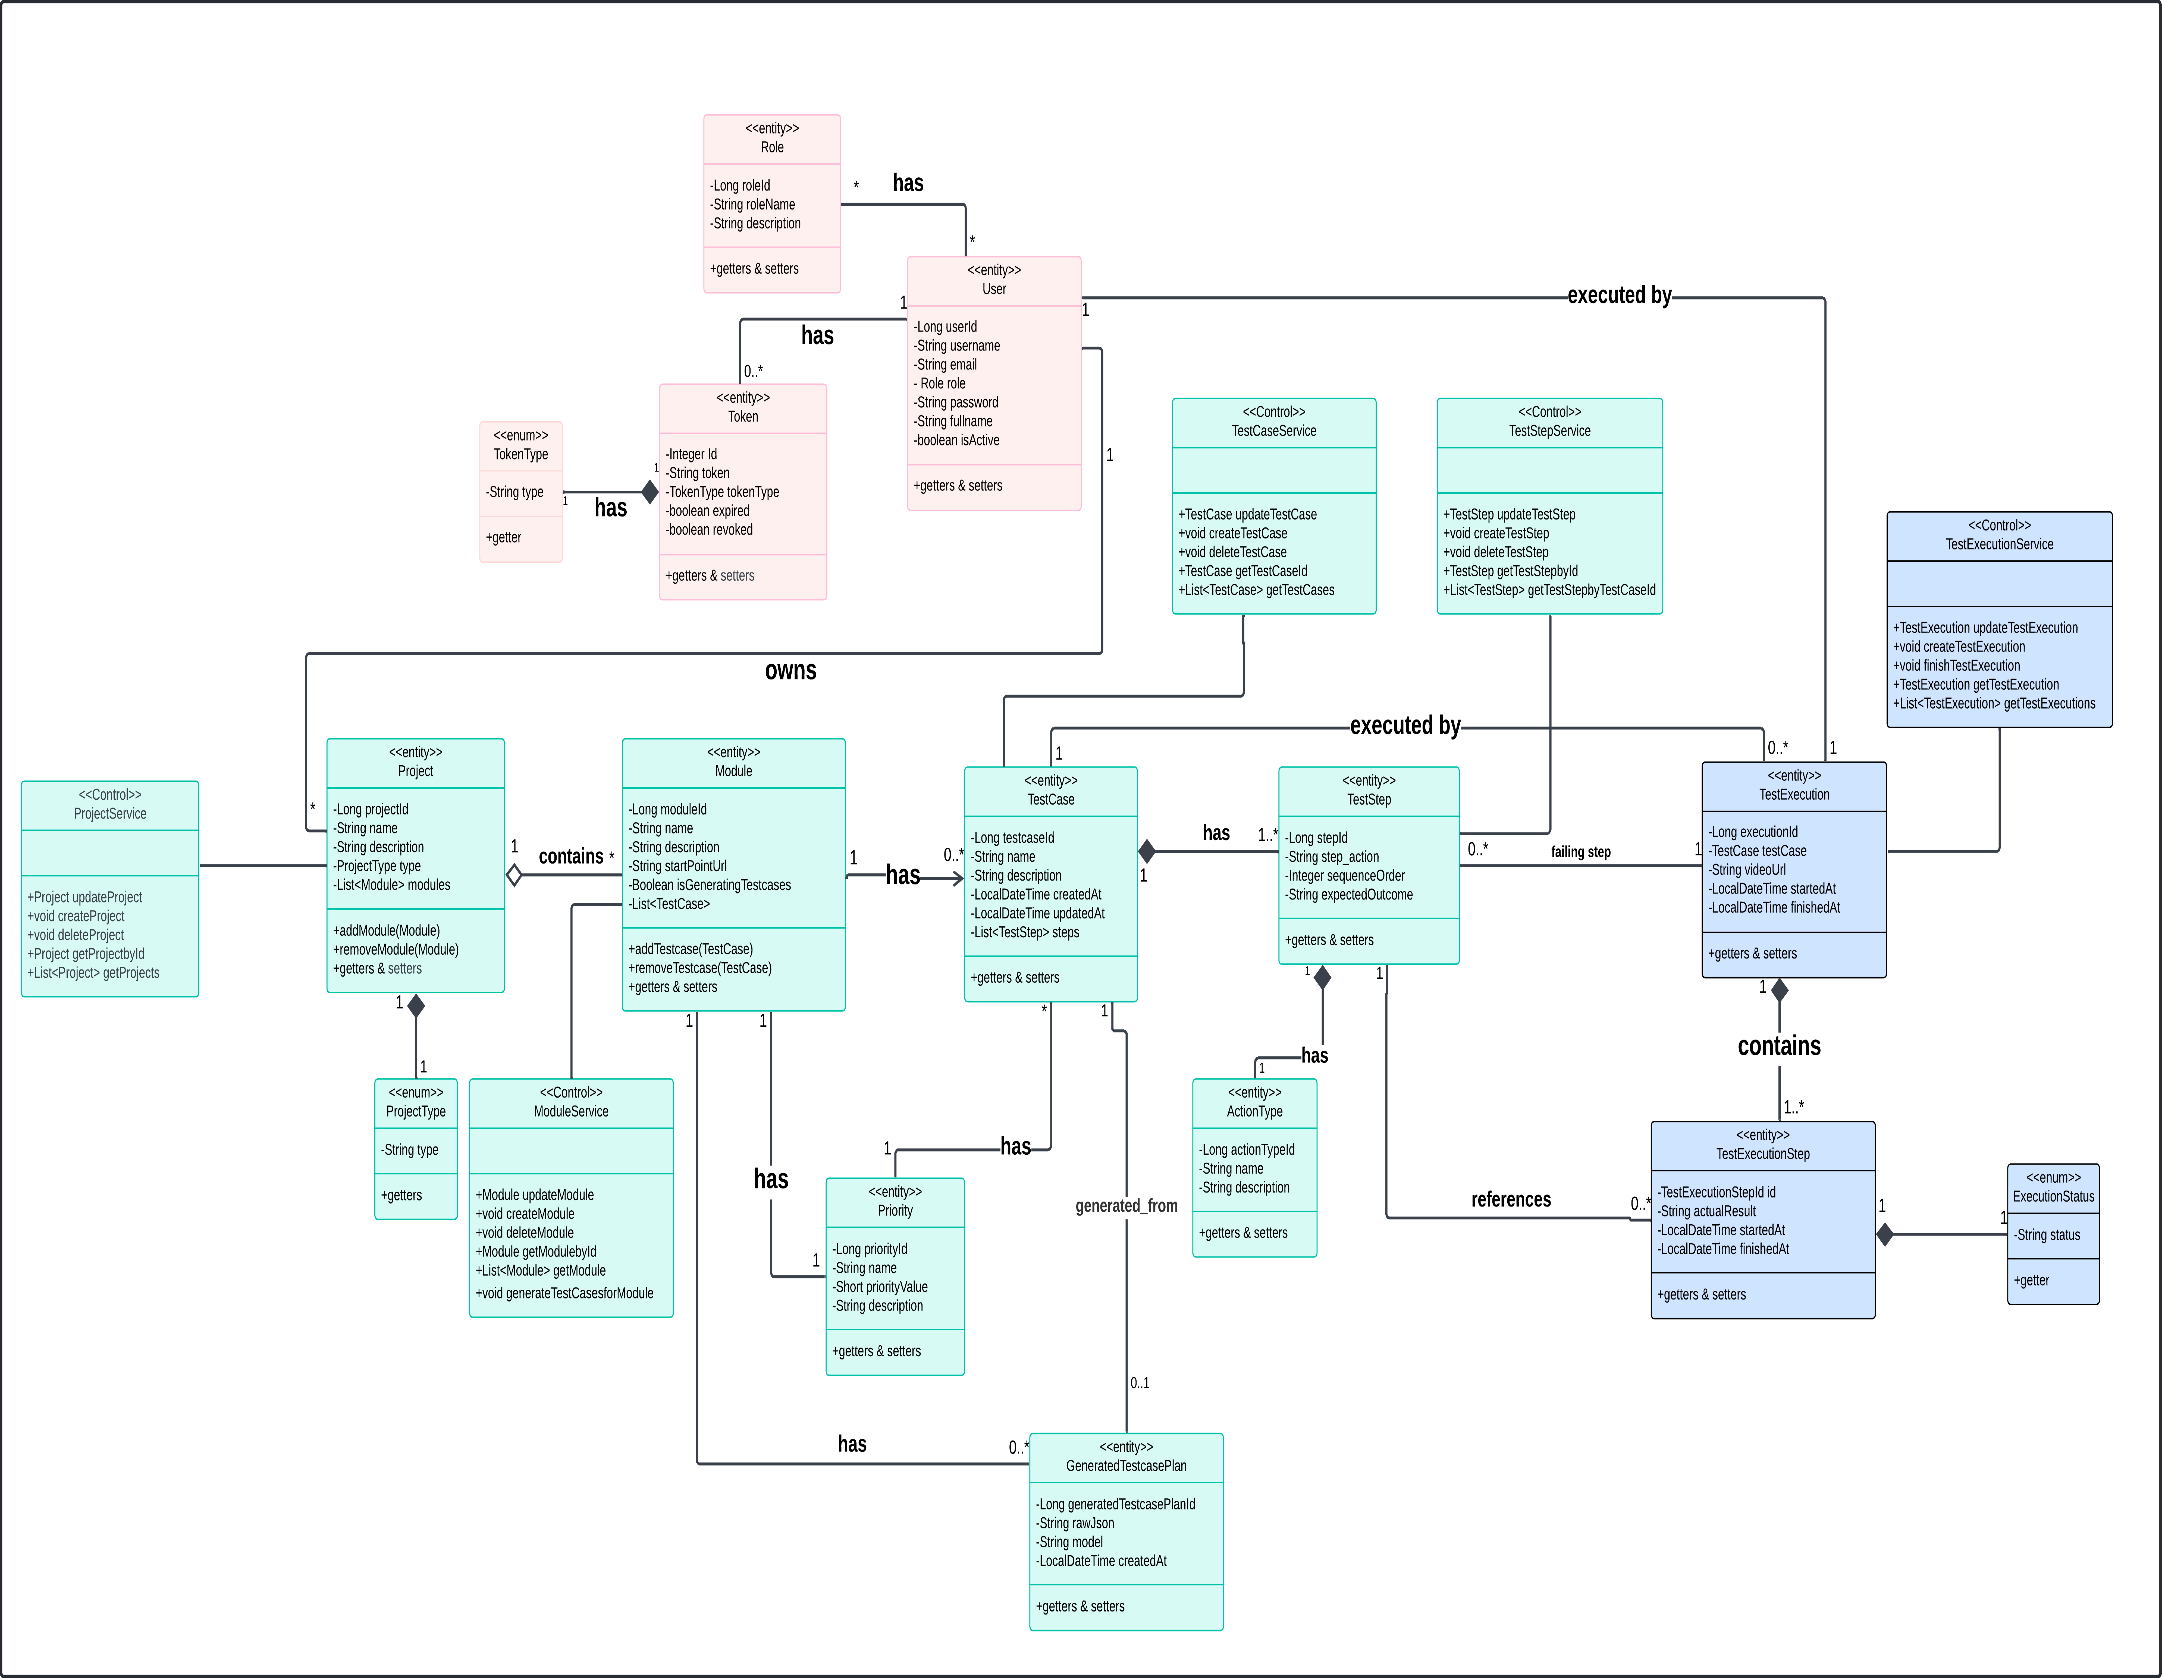 <<entity>>
Role
-Long roleId
-String roleName
-String description
+getters & setters
*
has
*
<<entity>>
User
-Long userId
-String username
-String email
- Role role
-String password
-String fullname
-boolean isActive
+getters & setters
1
executed by
1
1
has
0..*
<<entity>>
Token
-Integer Id
-String token
-TokenType tokenType
-boolean expired
-boolean revoked
+getters & setters
<<enum>>
TokenType
-String type
+getter
1
has
1
1
owns
*
<<Control>>
TestCaseService
+TestCase updateTestCase
+void createTestCase
+void deleteTestCase
+TestCase getTestCaseId
+List<TestCase> getTestCases
<<Control>>
TestStepService
+TestStep updateTestStep
+void createTestStep
+void deleteTestStep
+TestStep getTestStepbyId
+List<TestStep> getTestStepbyTestCaseId
<<Control>>
TestExecutionService
+TestExecution updateTestExecution
+void createTestExecution
+void finishTestExecution
+TestExecution getTestExecution
+List<TestExecution> getTestExecutions
1
executed by
0..*
<<Control>>
ProjectService
+Project updateProject
+void createProject
+void deleteProject
+Project getProjectbyId
+List<Project> getProjects
<<entity>>
Project
-Long projectId
-String name
-String description
-ProjectType type
-List<Module> modules
+addModule(Module)
+removeModule(Module)
+getters & setters
1
contains
*
<<entity>>
Module
-Long moduleId
-String name
-String description
-String startPointUrl
-Boolean isGeneratingTestcases
-List<TestCase>
+addTestcase(TestCase)
+removeTestcase(TestCase)
+getters & setters
1
has
0..*
<<entity>>
TestCase
-Long testcaseId
-String name
-String description
-LocalDateTime createdAt
-LocalDateTime updatedAt
-List<TestStep> steps
+getters & setters
1
has
1..*
<<entity>>
TestStep
-Long stepId
-String step_action
-Integer sequenceOrder
-String expectedOutcome
+getters & setters
0..*
failing step
1
<<entity>>
TestExecution
-Long executionId
-TestCase testCase
-String videoUrl
-LocalDateTime startedAt
-LocalDateTime finishedAt
+getters & setters
1
1
<<enum>>
ProjectType
-String type
+getters
<<Control>>
ModuleService
+Module updateModule
+void createModule
+void deleteModule
+Module getModulebyId
+List<Module> getModule
+void generateTestCasesforModule
1
has
1
*
has
1
<<entity>>
Priority
-Long priorityId
-String name
-Short priorityValue
-String description
+getters & setters
1
generated_from
0..1
1
has
0..*
<<entity>>
GeneratedTestcasePlan
-Long generatedTestcasePlanId
-String rawJson
-String model
-LocalDateTime createdAt
+getters & setters
1
has
1
<<entity>>
ActionType
-Long actionTypeId
-String name
-String description
+getters & setters
1
references
0..*
1
contains
1..*
<<entity>>
TestExecutionStep
-TestExecutionStepId id
-String actualResult
-LocalDateTime startedAt
-LocalDateTime finishedAt
+getters & setters
1
1
<<enum>>
ExecutionStatus
-String status
+getter